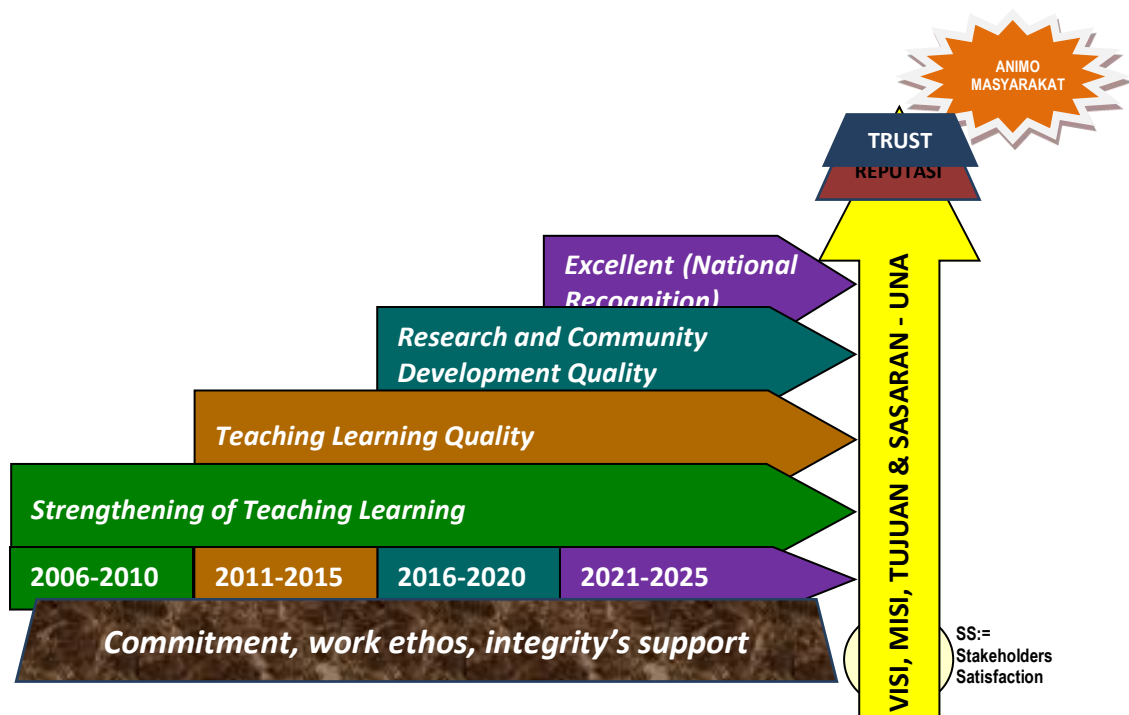 ANIMO
MASYARAKAT
TRUST
REPUTASI
Excellent (National
Recognition)
Research and Community
Development Quality
Teaching Learning Quality
Strengthening of Teaching Learning
2006-2010
2011-2015
2016-2020
2021-2025
Commitment, work ethos, integrity’s support
VISI, MISI, TUJUAN & SASARAN - UNA
SS:=
Stakeholders
Satisfaction